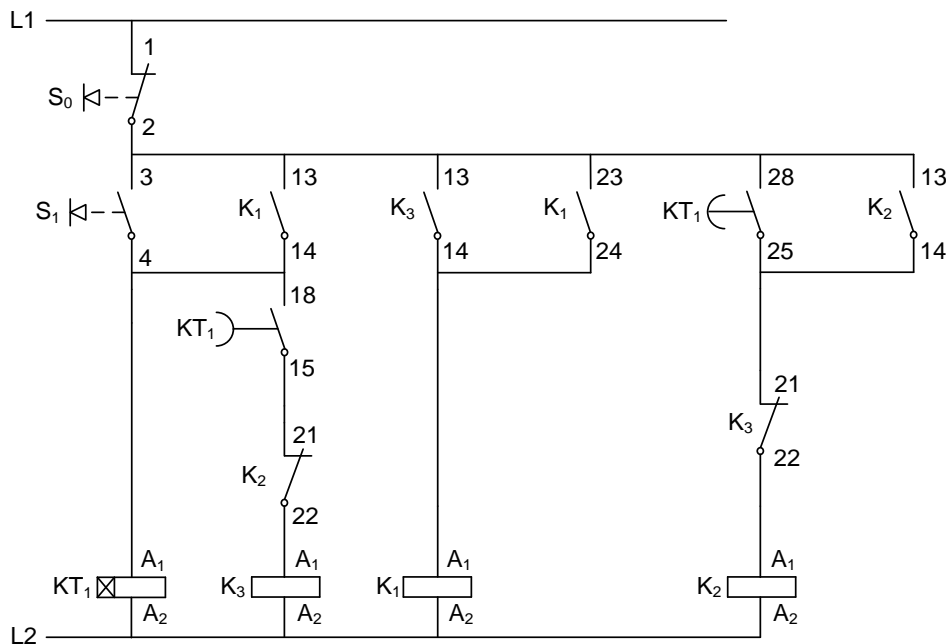 L1
1
S₀
2
3 13 13 23 28 13
S₁ K₁ K₃ K₁ KT₁ K₂
4 14 14 24 25 14
18
KT₁
15
21
K₃
22
21
K₂
22
A₁ A₁ A₁ A₁
KT₁ K₃ K₁ K₂
A₂ A₂ A₂ A₂
L2